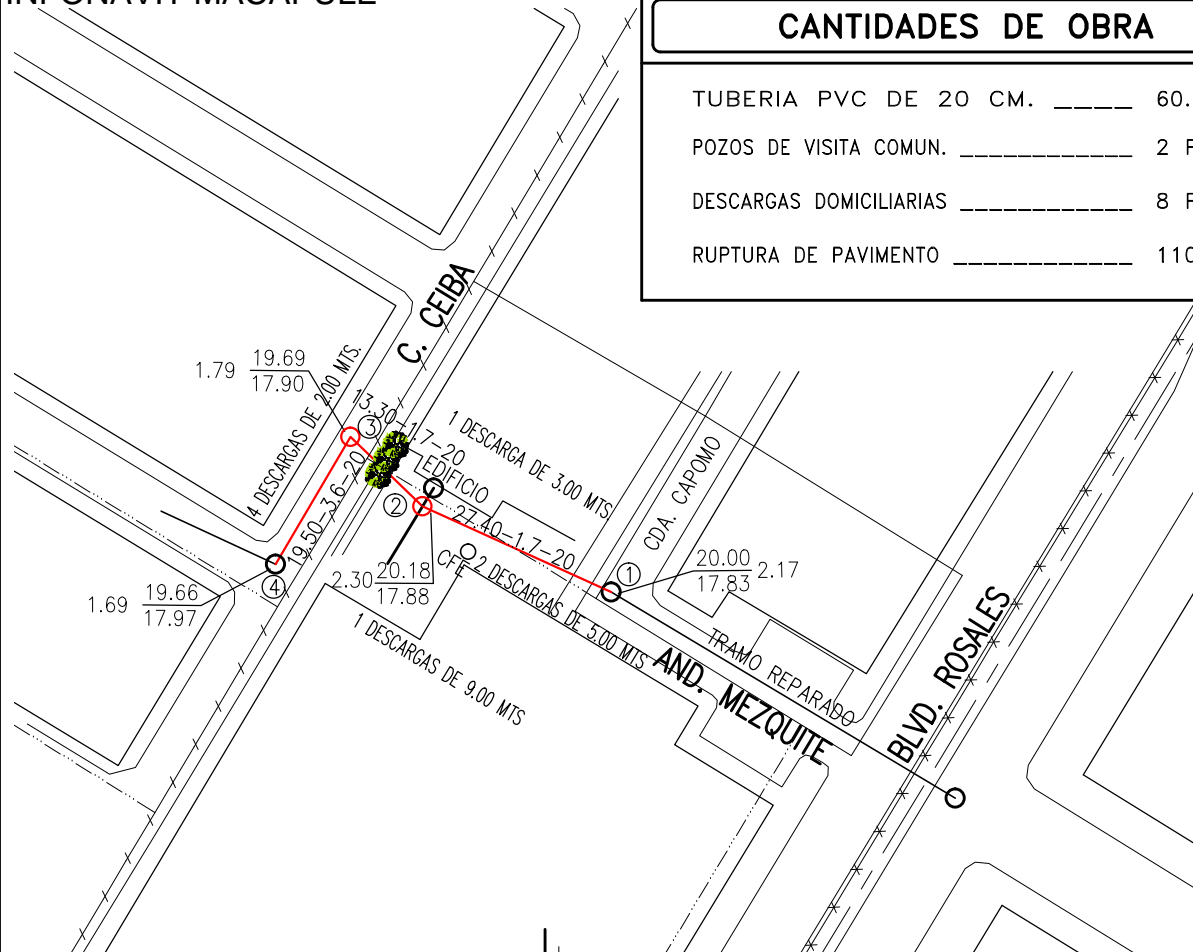 CANTIDADES DE OBRA
TUBERIA PVC DE 20 CM. ____ 60.
POZOS DE VISITA COMUN. ____________ 2
DESCARGAS DOMICILIARIAS ____________ 8
RUPTURA DE PAVIMENTO ____________ 110
C. CEIBA
1.79 19.69
17.90
4 DESCARGAS DE 2.00 MTS.
13.30-1.7-20
3
1 DESCARGA DE 3.00 MTS.
EDIFICIO
CDA. CAPOMO
19.50-3.6-20
2
27.40-1.7-20
1
20.00
17.83 2.17
4
1.69 19.66
17.97
2.30 20.18
17.88
CFE
2 DESCARGAS DE 5.00 MTS
1 DESCARGAS DE 9.00 MTS
TRAMO REPARADO
AND. MEZQUITE
BLVD. ROSALES